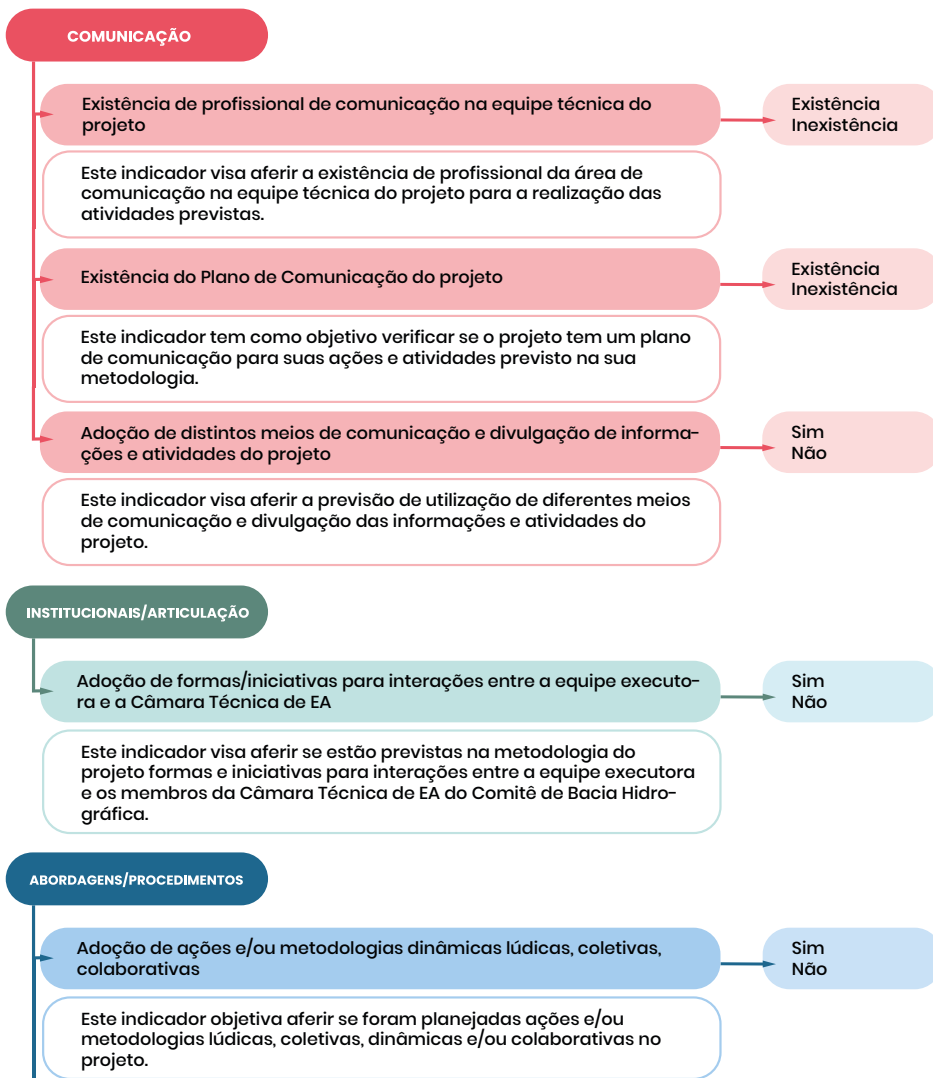 COMUNICAÇÃO
Existência de profissional de comunicação na equipe técnica do
projeto
Existência
Inexistência
Este indicador visa aferir a existência de profissional da área de
comunicação na equipe técnica do projeto para a realização das
atividades previstas.
Existência do Plano de Comunicação do projeto
Existência
Inexistência
Este indicador tem como objetivo verificar se o projeto tem um plano
de comunicação para suas ações e atividades previsto na sua
metodologia.
Adoção de distintos meios de comunicação e divulgação de informa-
ções e atividades do projeto
Sim
Não
Este indicador visa aferir a previsão de utilização de diferentes meios
de comunicação e divulgação das informações e atividades do
projeto.
INSTITUCIONAIS/ARTICULAÇÃO
Adoção de formas/iniciativas para interações entre a equipe executo-
ra e a Câmara Técnica de EA
Sim
Não
Este indicador visa aferir se estão previstas na metodologia do
projeto formas e iniciativas para interações entre a equipe executora
e os membros da Câmara Técnica de EA do Comitê de Bacia Hidro-
gráfica.
ABORDAGENS/PROCEDIMENTOS
Adoção de ações e/ou metodologias dinâmicas lúdicas, coletivas,
colaborativas
Sim
Não
Este indicador objetiva aferir se foram planejadas ações e/ou
metodologias lúdicas, coletivas, dinâmicas e/ou colaborativas no
projeto.